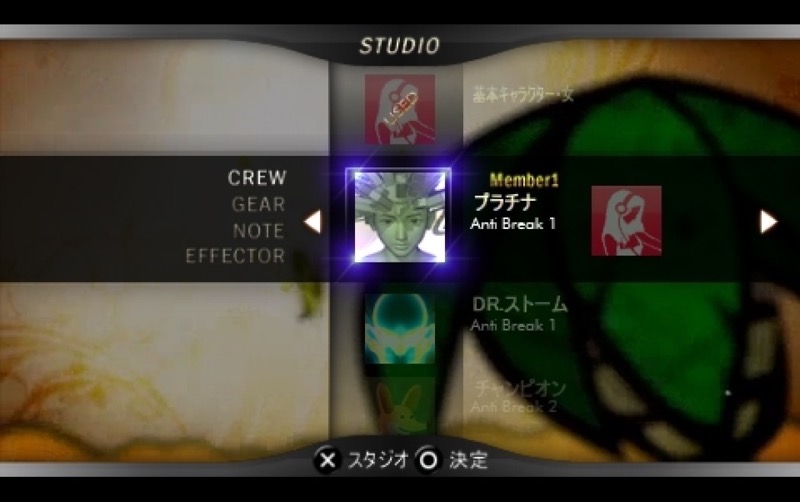 STUDIO
USED
基本キャラクター・女
CREW
GEAR
NOTE
EFFECTOR
Member1
プラチナ
Anti Break 1
DR.ストーム
Anti Break 1
チャンピオン
Anti Break 2
スタジオ 決定